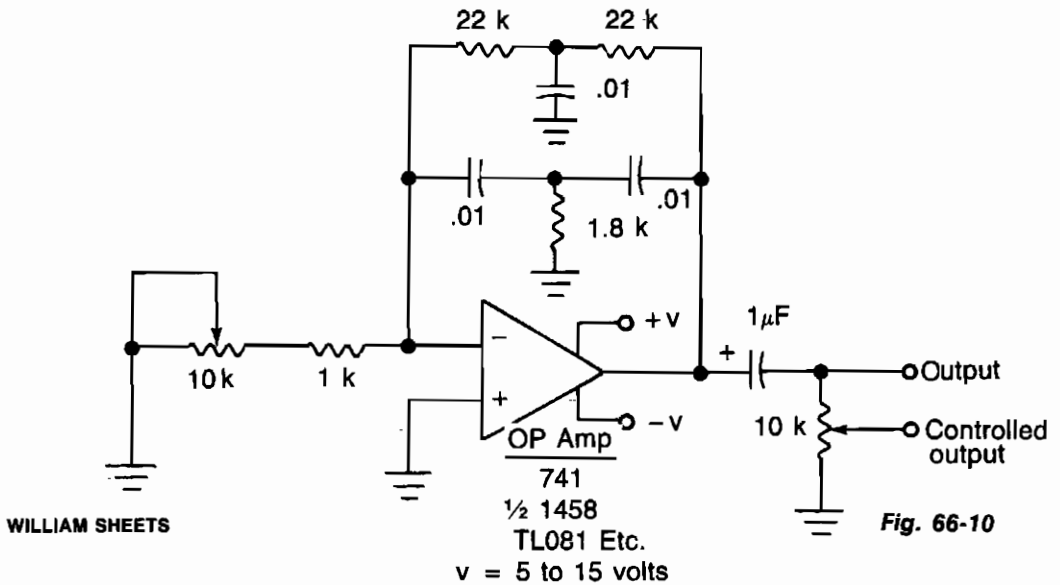 22 k 22 k
.01
.01 .01
1.8 k
10 k 1 k
− +v 1µF
+
+ −v
Output
10 k
Controlled
output
OP Amp
741
½ 1458
TL081 Etc.
v = 5 to 15 volts
WILLIAM SHEETS
Fig. 66-10